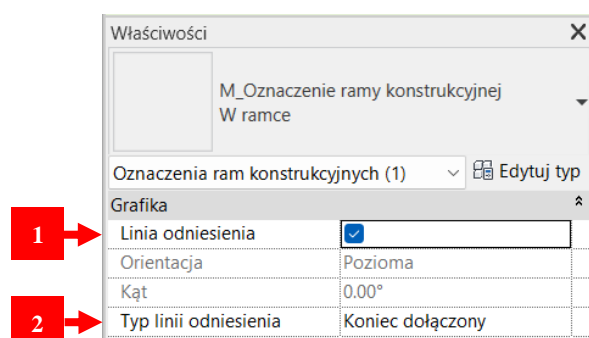 Właściwości
M_Oznaczenie ramy konstrukcyjnej
W ramce
Oznaczenia ram konstrukcyjnych (1) Edytuj typ
Grafika
1 Linia odniesienia
Orientacja Pozioma
Kąt 0.00°
2 Typ linii odniesienia Koniec dołączony